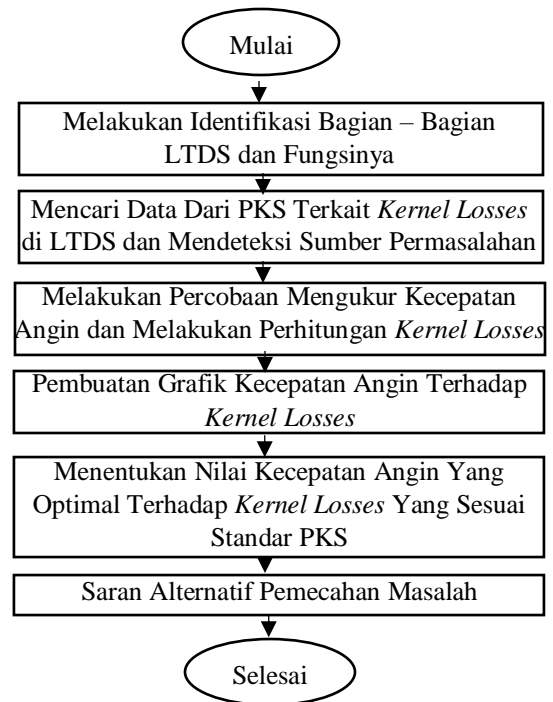 Mulai
Melakukan Identifikasi Bagian – Bagian
LTDS dan Fungsinya
Mencari Data Dari PKS Terkait Kernel Losses
di LTDS dan Mendeteksi Sumber Permasalahan
Melakukan Percobaan Mengukur Kecepatan
Angin dan Melakukan Perhitungan Kernel Losses
Pembuatan Grafik Kecepatan Angin Terhadap
Kernel Losses
Menentukan Nilai Kecepatan Angin Yang
Optimal Terhadap Kernel Losses Yang Sesuai
Standar PKS
Saran Alternatif Pemecahan Masalah
Selesai